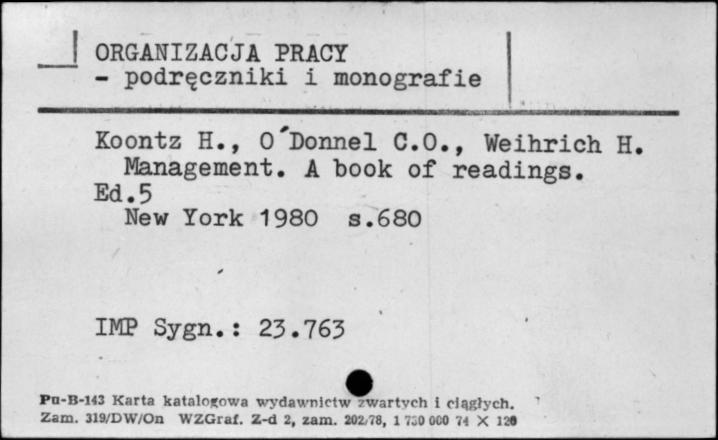 ORGANIZACJA PRACY
- podręczniki i monografie
Koontz H., O´Donnel C.O., Weihrich H.
Management. A book of readings.
Ed.5
New York 1980 s.680
IMP Sygn.: 23.763
Pu-B-143 Karta katalogowa wydawnictw zwartych i ciągłych.
Zam. 319/DW/On WZGraf. Z-d 2, zam. 202/78, 1 730 000 74 X 120